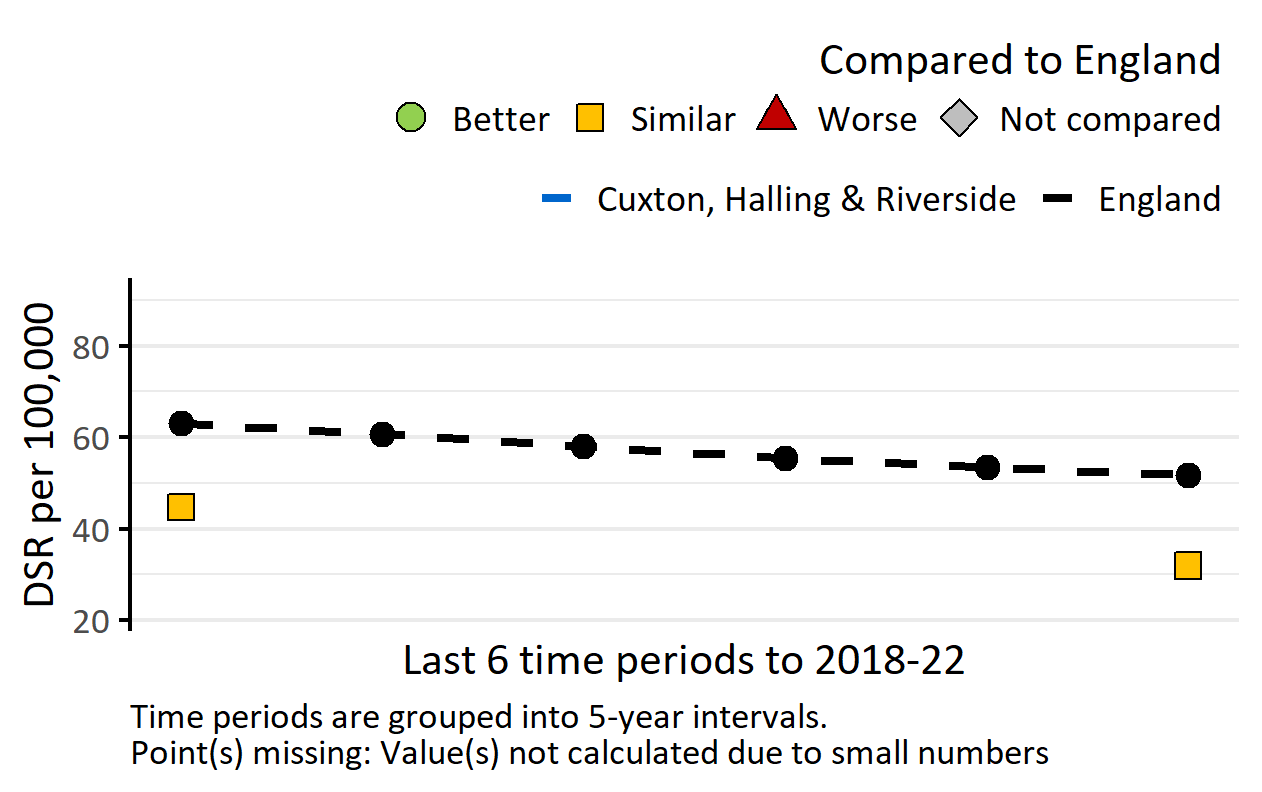 Compared to England
Better Similar Worse Not compared
Cuxton, Halling & Riverside England
DSR per 100,000
80
60
40
20
Last 6 time periods to 2018-22
Time periods are grouped into 5-year intervals.
Point(s) missing: Value(s) not calculated due to small numbers